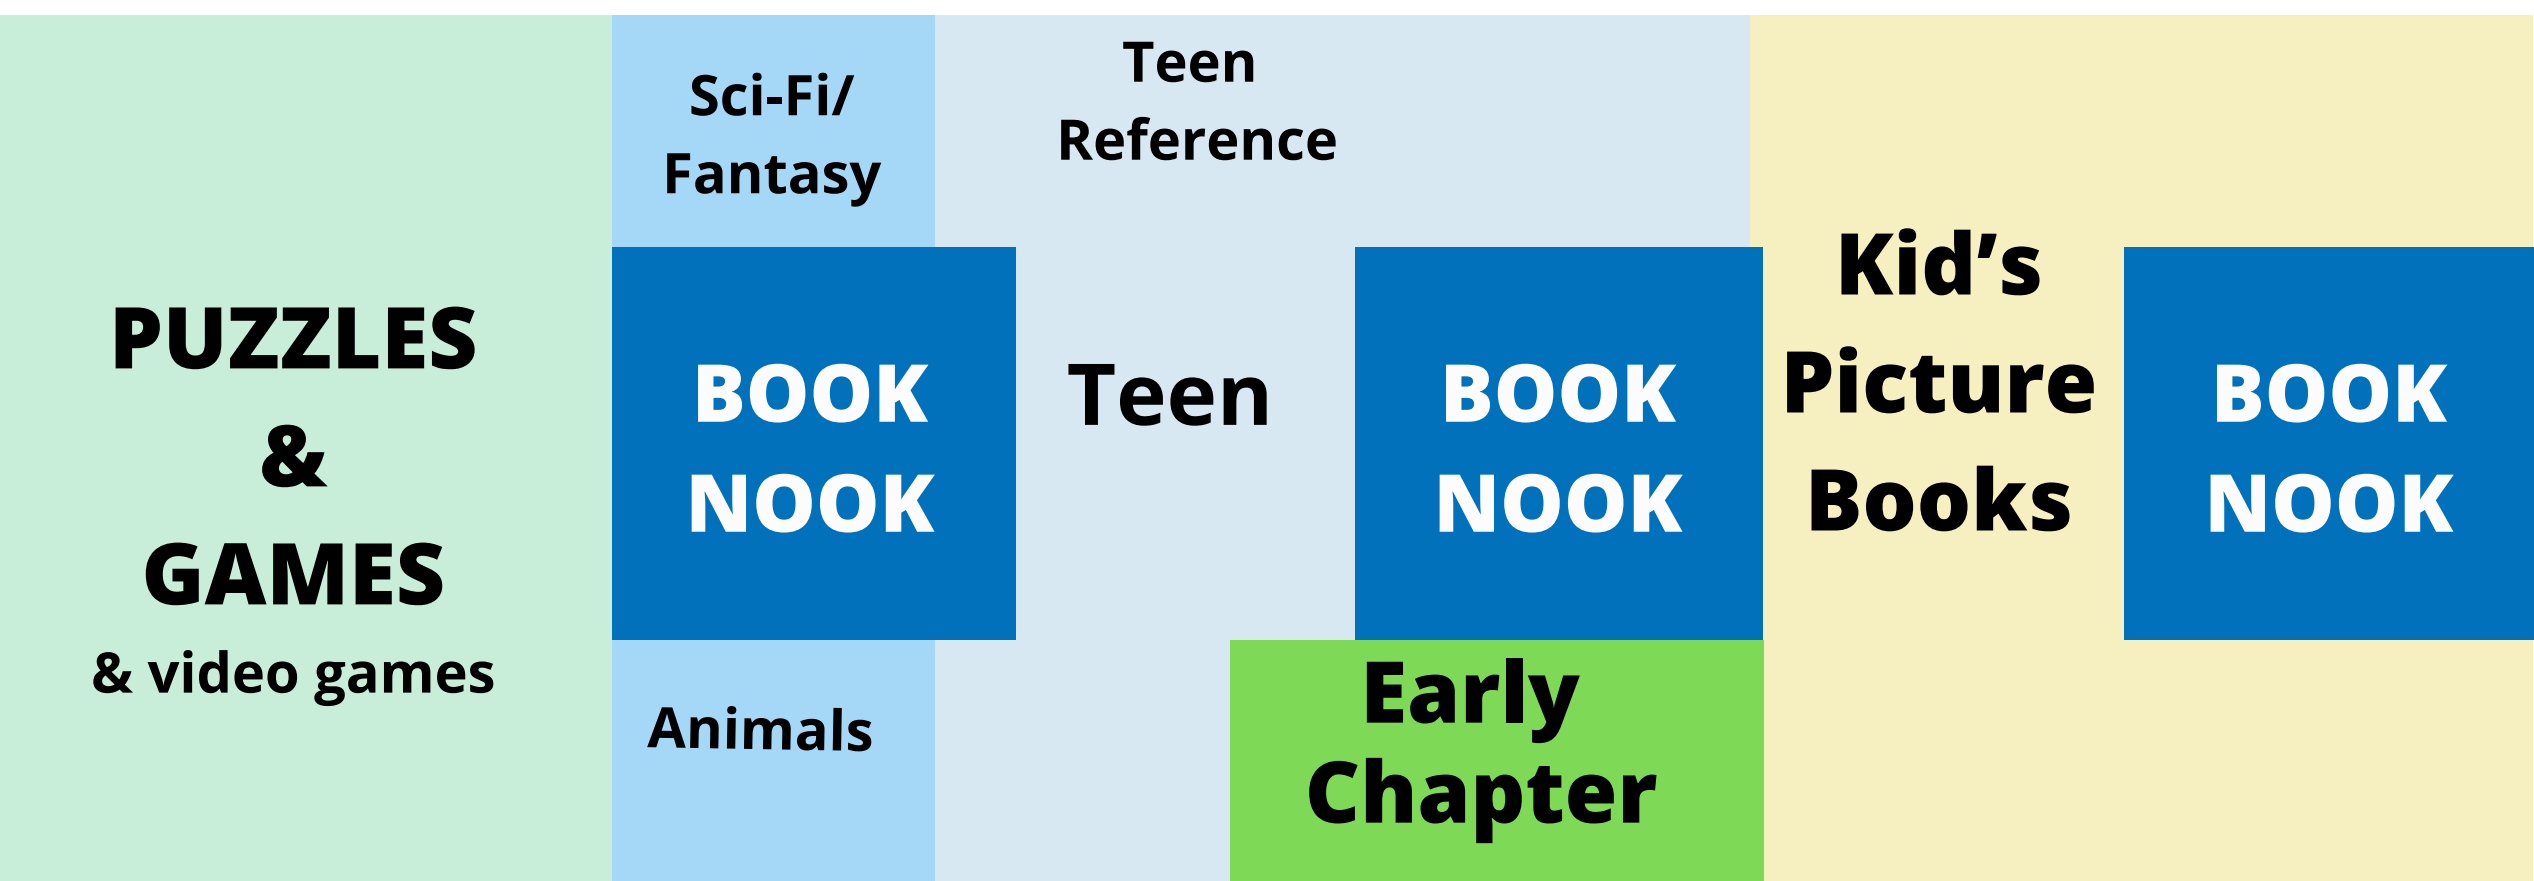 PUZZLES
&
GAMES
& video games
Sci-Fi/
Fantasy
BOOK
NOOK
Animals
Teen
Reference
Teen
BOOK
NOOK
Early
Chapter
Kid’s
Picture
Books
BOOK
NOOK